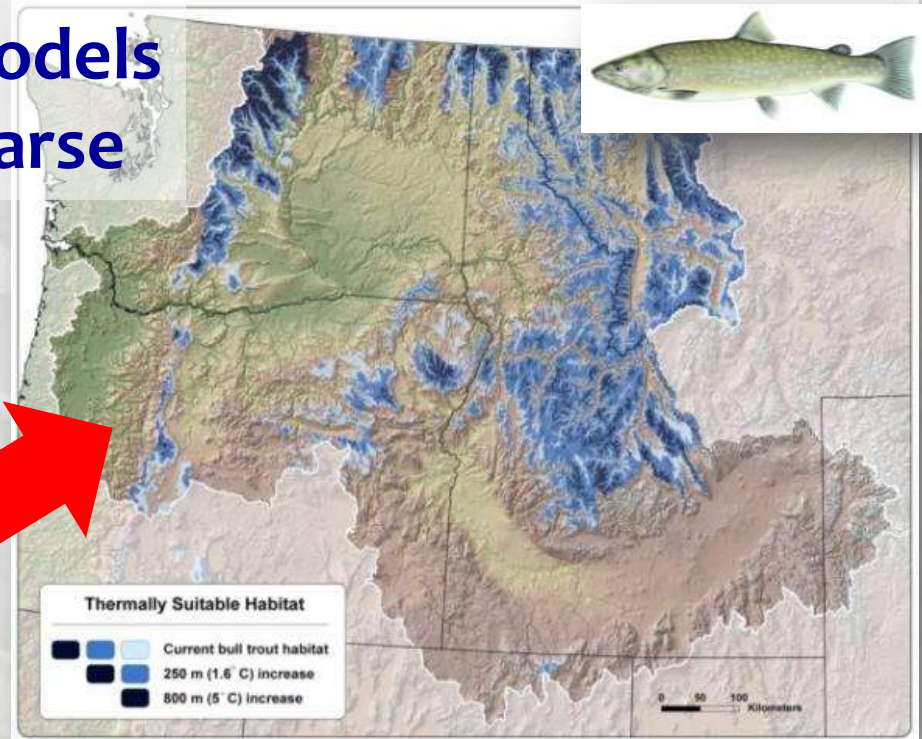 odels
arse
Thermally Suitable Habitat
Current bull trout habitat
250 m (1.6° C) increase
800 m (5° C) increase
0 50 100
Kilometers